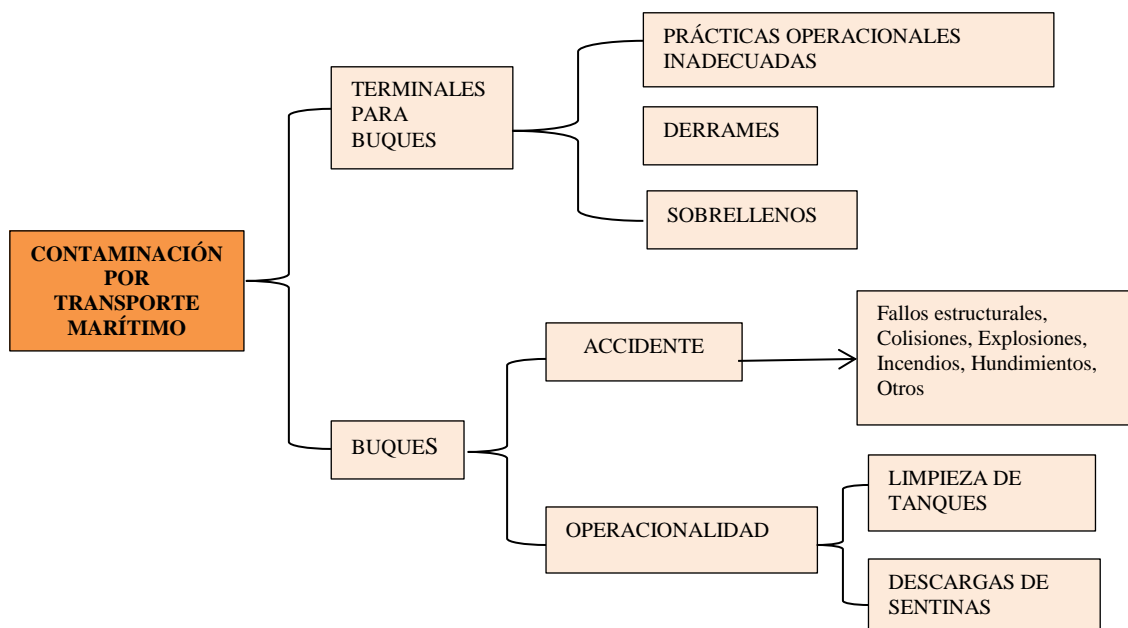 PRÁCTICAS OPERACIONALES
INADECUADAS
TERMINALES
PARA
BUQUES
DERRAMES
SOBRELLENOS
CONTAMINACIÓN
POR
TRANSPORTE
MARÍTIMO
ACCIDENTE
Fallos estructurales,
Colisiones, Explosiones,
Incendios, Hundimientos,
Otros
BUQUES
LIMPIEZA DE
TANQUES
OPERACIONALIDAD
DESCARGAS DE
SENTINAS